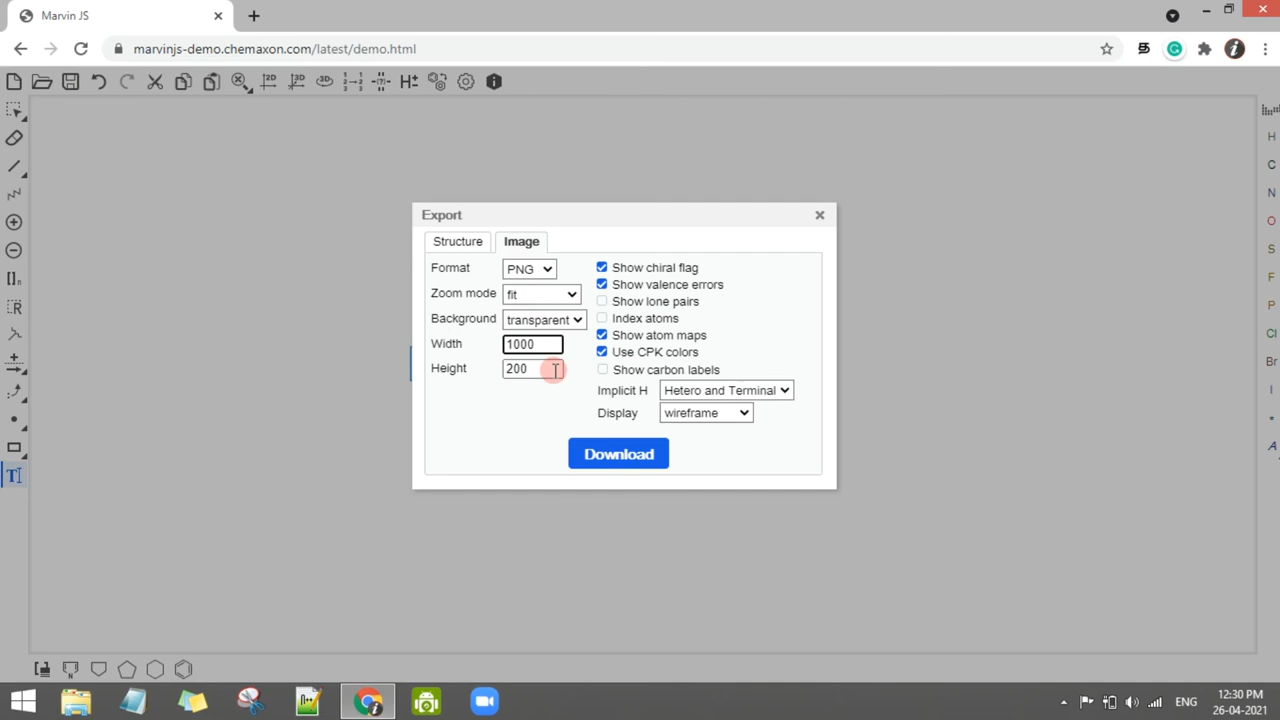 Marvin JS
marvinjs-demo.chemaxon.com/latest/demo.html
2D 3D 3D H±
H
C
N
O
S
F
P
Cl
Br
I
*
A
[]n
R
T
Export
Structure Image
Format PNG
Zoom mode fit
Background transparent
Width 1000
Height 200
Show chiral flag
Show valence errors
Show lone pairs
Index atoms
Show atom maps
Use CPK colors
Show carbon labels
Implicit H Hetero and Terminal
Display wireframe
Download
ENG
12:30 PM
26-04-2021